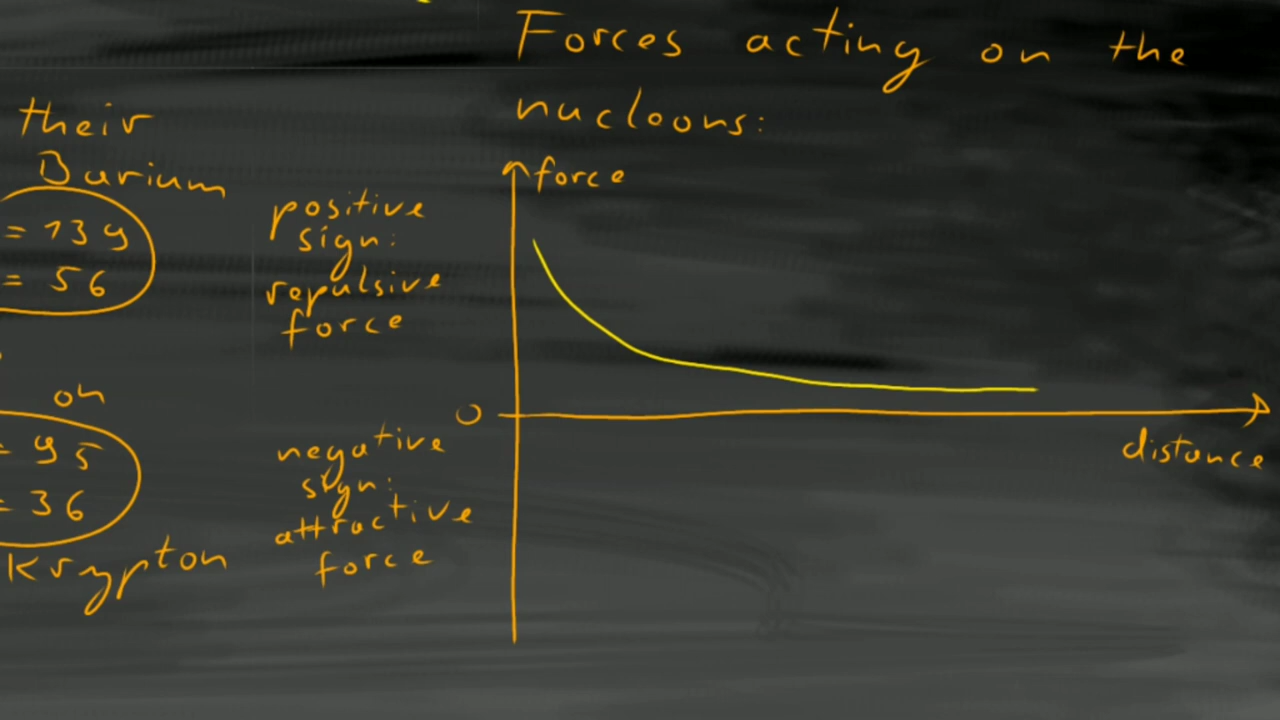 Forces acting on the
nucloons:
their
Barium
= 139
= 56
on
= 95
= 36
Krypton
positive
sign:
repulsive
force
negative
sign:
attractive
force
force
0
distance